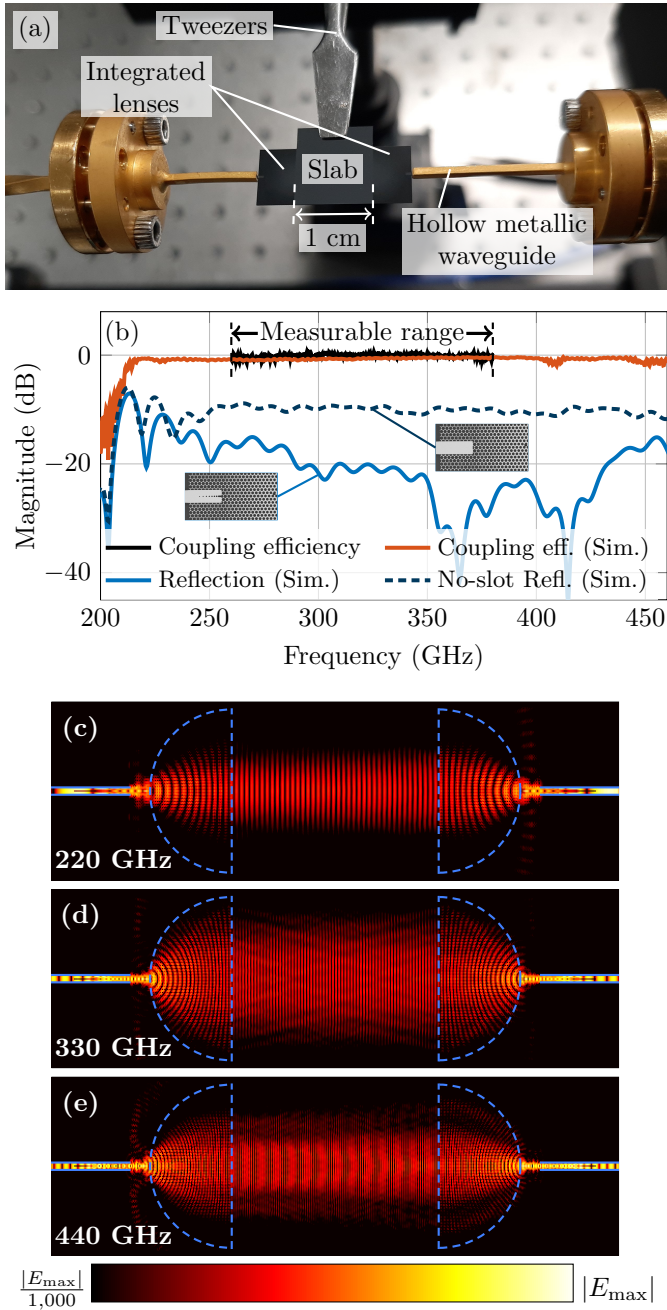 (a)
Tweezers
Integrated
lenses
Slab
1 cm
Hollow metallic
waveguide
(b)
Measurable range
0
−20
−40
Magnitude (dB)
Coupling efficiency
Coupling eff. (Sim.)
Reflection (Sim.)
No-slot Refl. (Sim.)
200
250
300
350
400
450
Frequency (GHz)
(c)
220 GHz
(d)
330 GHz
(e)
440 GHz
|Emax|
1,000
|Emax|